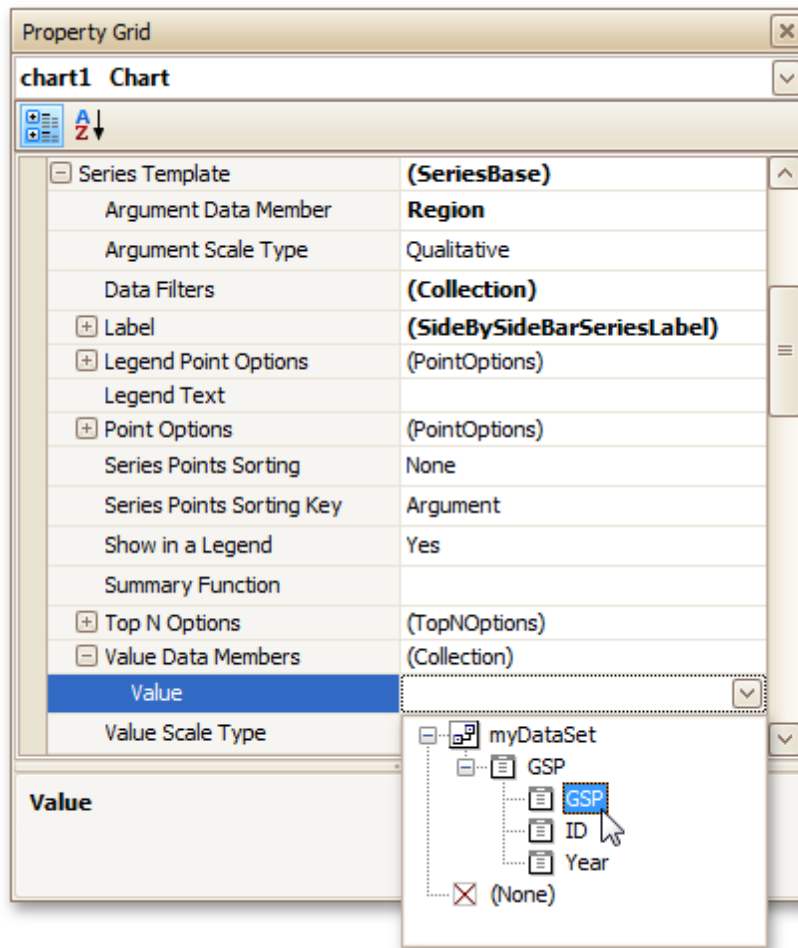 Property Grid
chart1 Chart
A
Z
Series Template (SeriesBase)
Argument Data Member Region
Argument Scale Type Qualitative
Data Filters (Collection)
Label (SideBySideBarSeriesLabel)
Legend Point Options (PointOptions)
Legend Text
Point Options (PointOptions)
Series Points Sorting None
Series Points Sorting Key Argument
Show in a Legend Yes
Summary Function
Top N Options (TopNOptions)
Value Data Members (Collection)
Value
Value Scale Type
myDataSet
GSP
GSP
ID
Year
(None)
Value